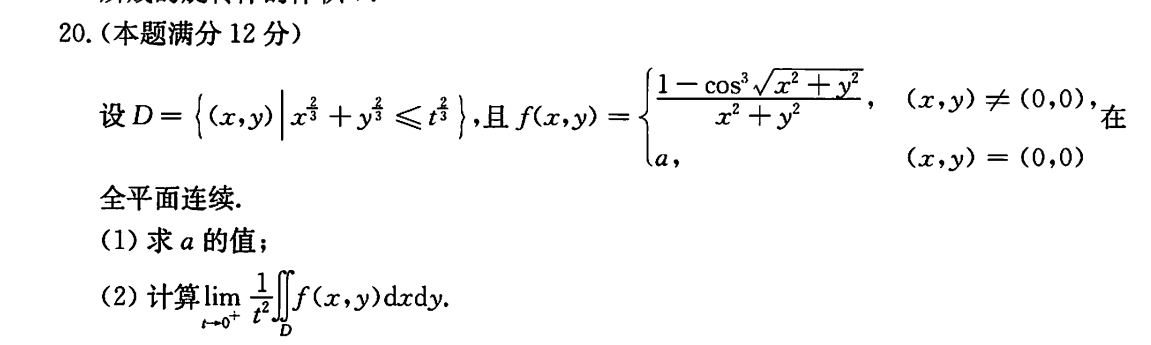 20.(本题满分 12 分)
设 D = {(x,y) | x^{2/3} + y^{2/3} ⩽ t^{2/3}},且 f(x,y) = { (1 − cos³√(x² + y²))/(x² + y²), (x,y) ≠ (0,0), 在
a, (x,y) = (0,0)
全平面连续.
(1) 求 a 的值;
(2) 计算 lim_{t→0⁺} (1/t²) ∬_D f(x,y)dxdy.